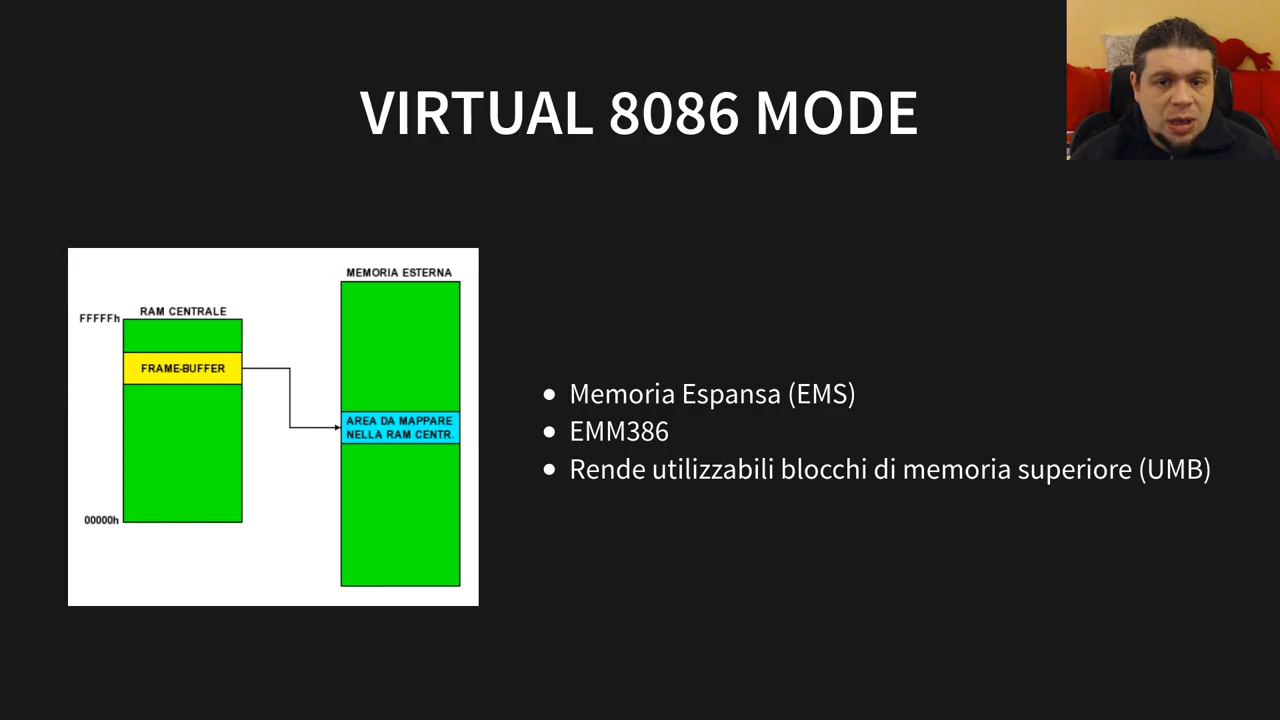 VIRTUAL 8086 MODE
MEMORIA ESTERNA
RAM CENTRALE
FFFFFh
FRAME-BUFFER
AREA DA MAPPARE
NELLA RAM CENTR.
00000h
• Memoria Espansa (EMS)
• EMM386
• Rende utilizzabili blocchi di memoria superiore (UMB)